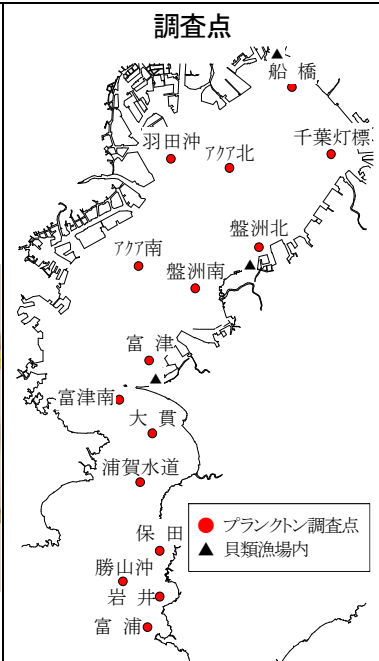 調査点
船 橋
千葉灯標
羽田沖
アクア北
盤洲北
アクア南
盤洲南
富 津
富津南
大 貫
浦賀水道
保 田
勝山沖
岩 井
富 浦
プランクトン調査点
貝類漁場内